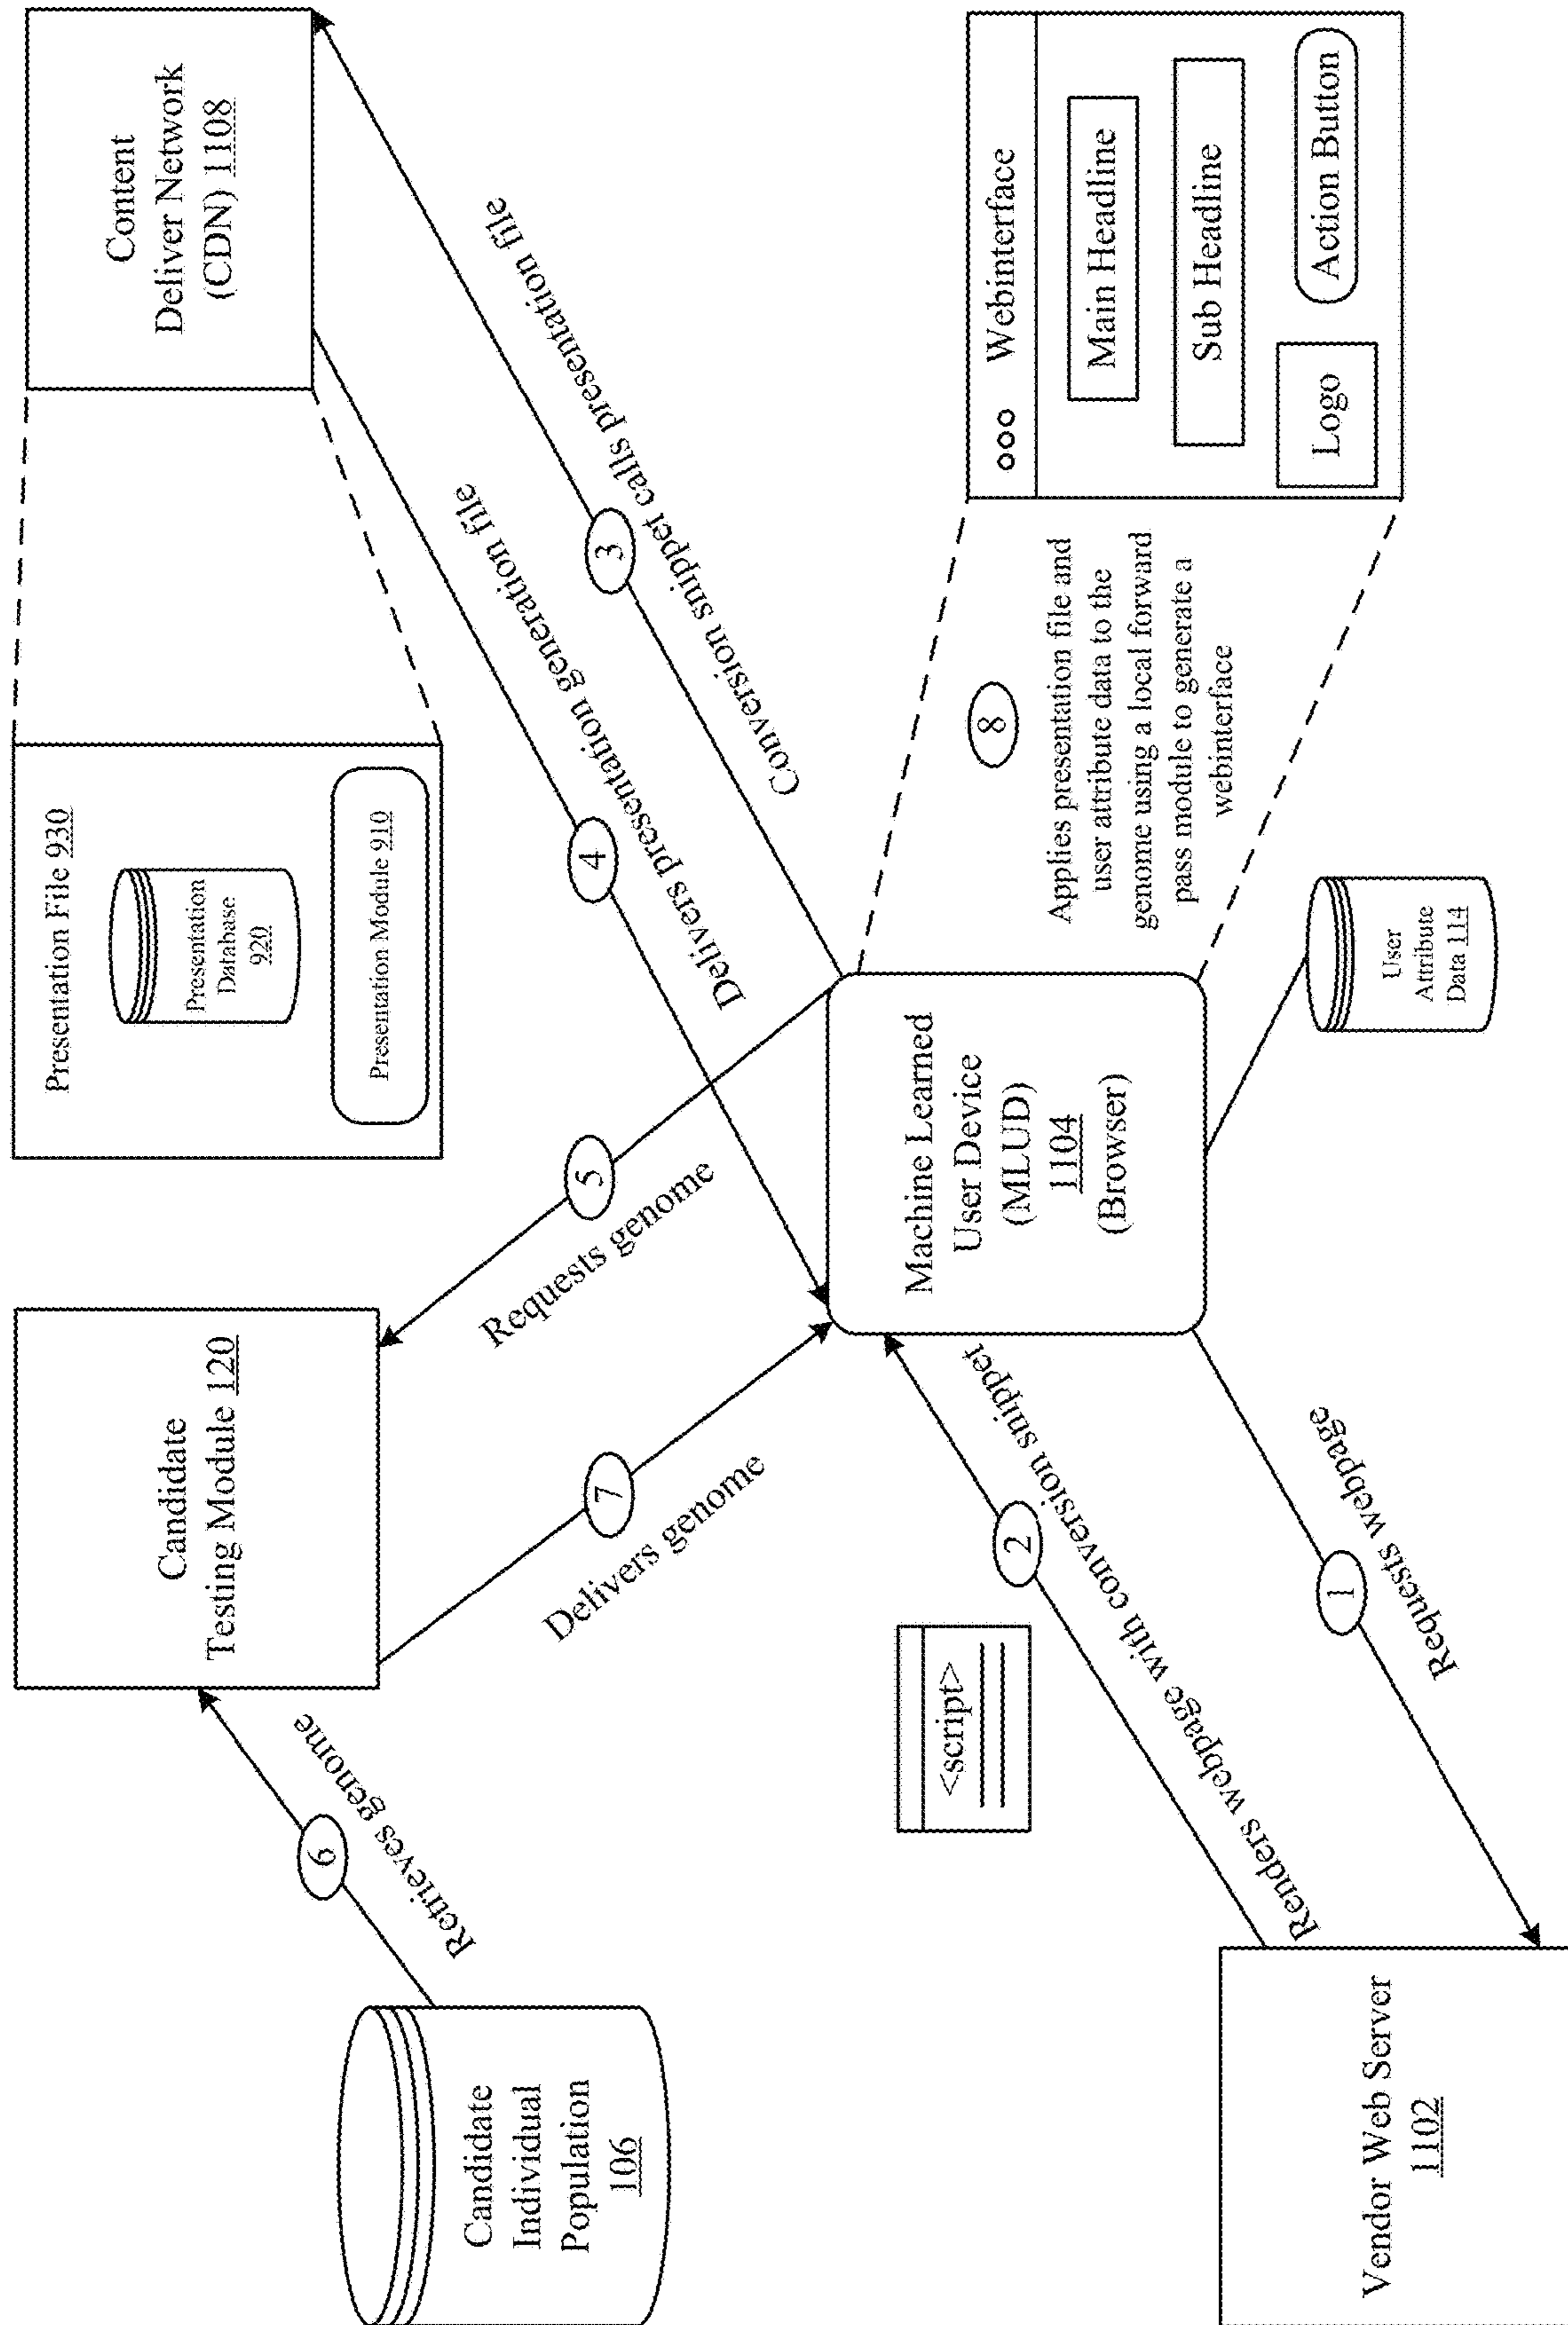 Candidate
Individual
Population
106
6
Retrieves genome
Candidate
Testing Module 120
5
Requests genome
7
Delivers genome
Presentation File 930
Presentation
Database
920
Presentation Module 910
Content
Deliver Network
(CDN) 1108
3
Conversion snippet calls presentation file
4
Delivers presentation generation file
Vendor Web Server
1102
1
Requests webpage
2
Renders webpage with conversion snippet
<script>
Machine Learned
User Device
(MLUD)
1104
(Browser)
User
Attribute
Data 114
8
Applies presentation file and
user attribute data to the
genome using a local forward
pass module to generate a
webinterface
Webinterface
Main Headline
Sub Headline
Logo
Action Button